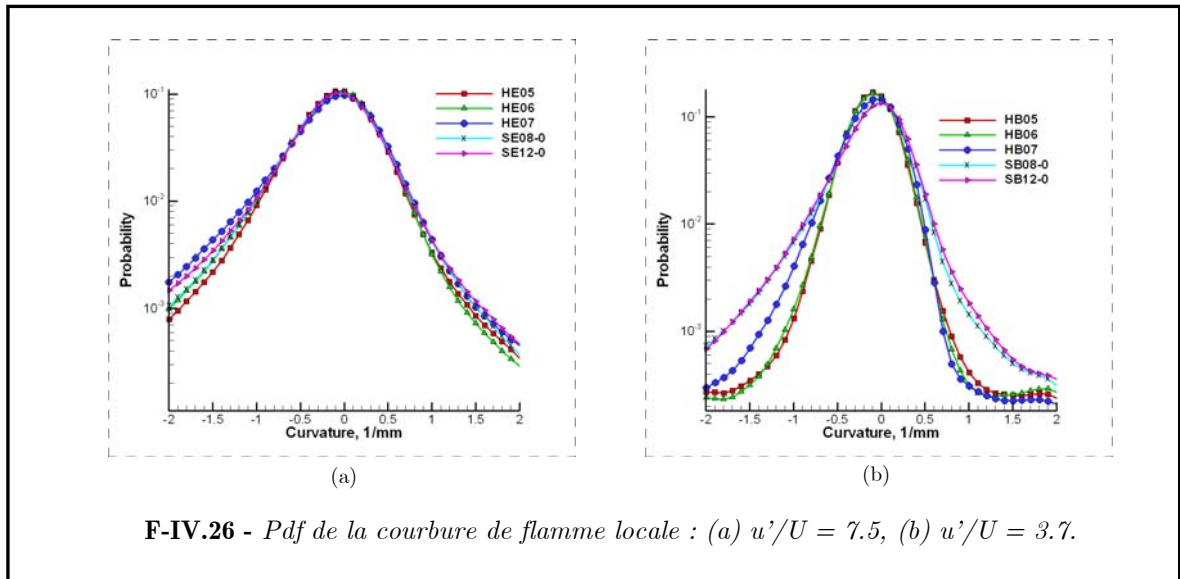 10⁻¹
10⁻²
10⁻³
Probability
HE05
HE06
HE07
SE08-0
SE12-0
-2 -1.5 -1 -0.5 0 0.5 1 1.5 2
Curvature, 1/mm
(a)
10⁻¹
10⁻²
10⁻³
Probability
HB05
HB06
HB07
SB08-0
SB12-0
-2 -1.5 -1 -0.5 0 0.5 1 1.5 2
Curvature, 1/mm
(b)
F-IV.26 - Pdf de la courbure de flamme locale : (a) u'/U = 7.5, (b) u'/U = 3.7.